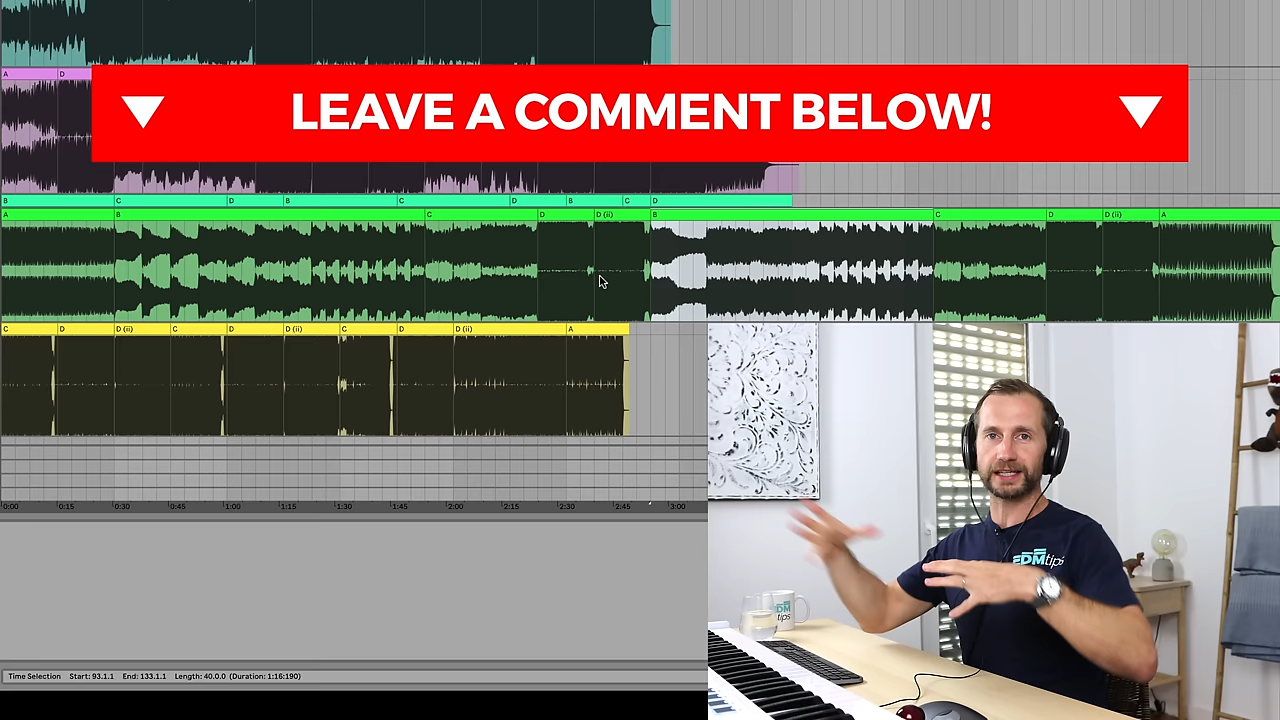 A D
LEAVE A COMMENT BELOW!
B C D B C D B C D
A B C D D (ii) B C D D (ii) A
C D D (ii) C D D (ii) C D D (ii) A
0:00 0:15 0:30 0:45 1:00 1:15 1:30 1:45 2:00 2:15 2:30 2:45 3:00
EDMtips
DM
tips
Time Selection Start: 93.1.1 End: 133.1.1 Length: 40.0.0 (Duration: 1:16:190)